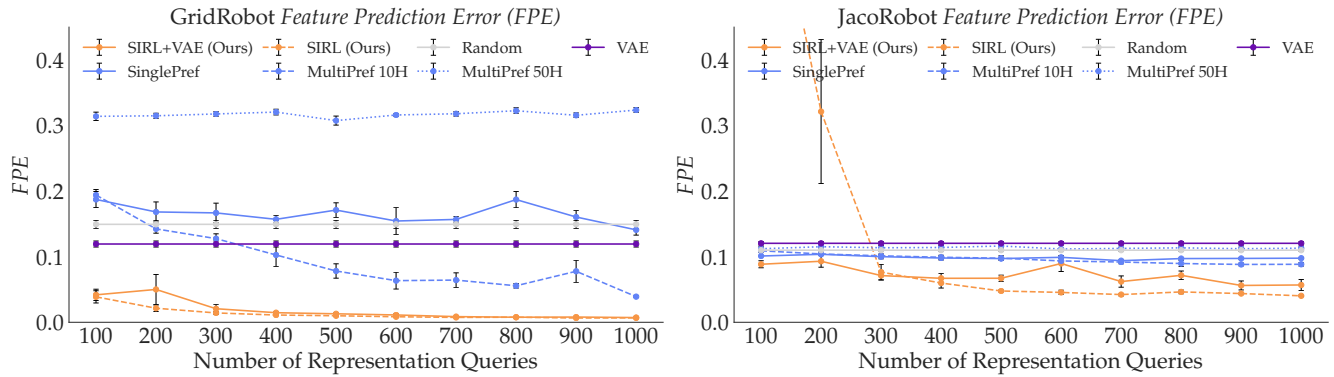 GridRobot Feature Prediction Error (FPE)
SIRL+VAE (Ours) SIRL (Ours) Random VAE
SinglePref MultiPref 10H MultiPref 50H
0.4
0.3
0.2
0.1
0.0
FPE
100 200 300 400 500 600 700 800 900 1000
Number of Representation Queries
JacoRobot Feature Prediction Error (FPE)
SIRL+VAE (Ours) SIRL (Ours) Random VAE
SinglePref MultiPref 10H MultiPref 50H
0.4
0.3
0.2
0.1
0.0
FPE
100 200 300 400 500 600 700 800 900 1000
Number of Representation Queries